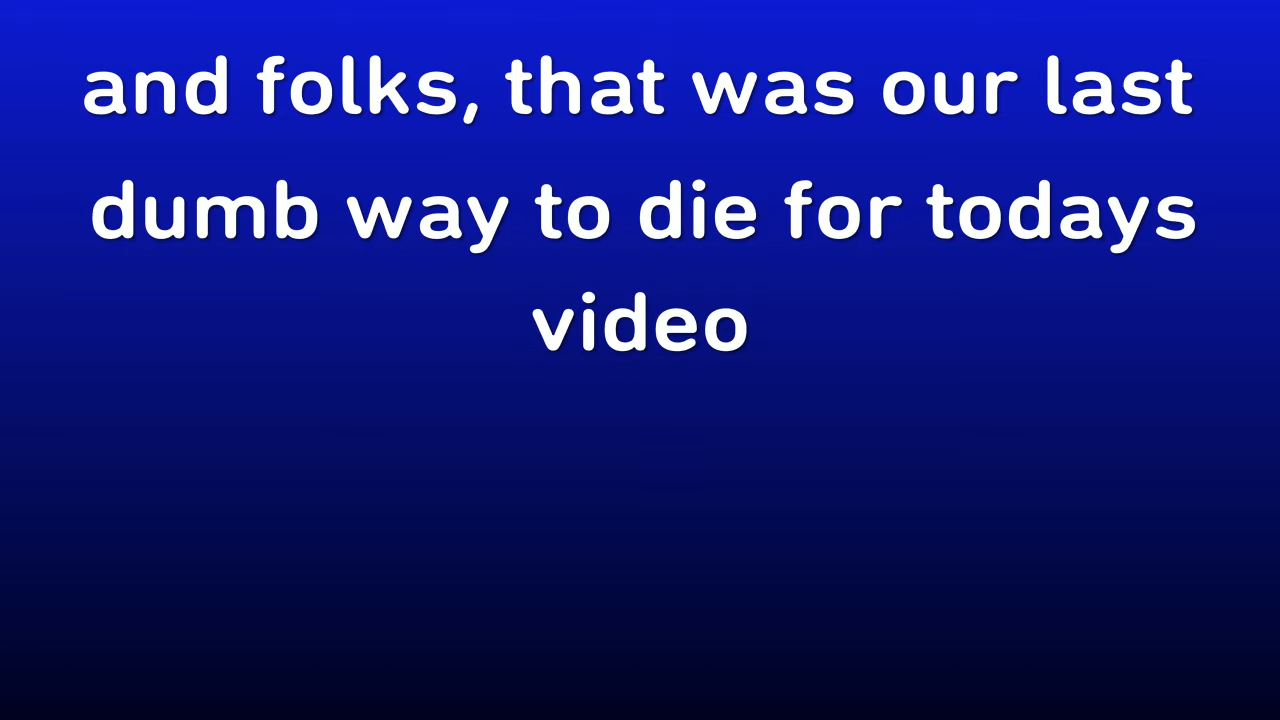 and folks, that was our last
dumb way to die for todays
video